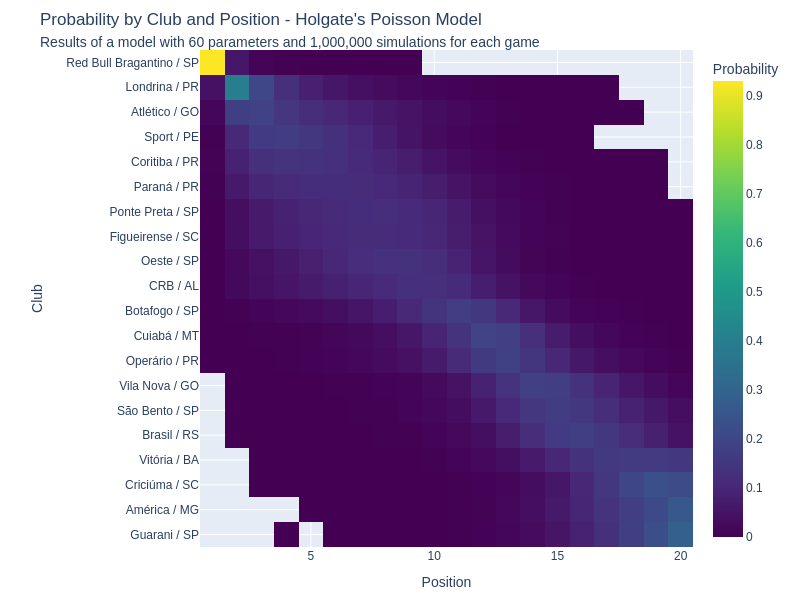 Probability by Club and Position - Holgate's Poisson Model
Results of a model with 60 parameters and 1,000,000 simulations for each game
Probability
Red Bull Bragantino / SP
Londrina / PR
Atlético / GO
Sport / PE
Coritiba / PR
Paraná / PR
Ponte Preta / SP
Figueirense / SC
Oeste / SP
CRB / AL
Botafogo / SP
Cuiabá / MT
Operário / PR
Vila Nova / GO
São Bento / SP
Brasil / RS
Vitória / BA
Criciúma / SC
América / MG
Guarani / SP
Club
0.9
0.8
0.7
0.6
0.5
0.4
0.3
0.2
0.1
0
5
10
15
20
Position